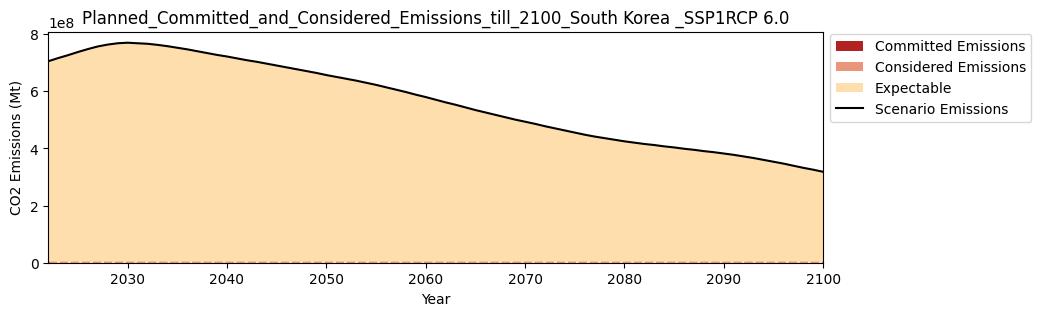 Planned_Committed_and_Considered_Emissions_till_2100_South Korea _SSP1RCP 6.0
1e8
8
6
4
2
0
CO2 Emissions (Mt)
2030 2040 2050 2060 2070 2080 2090 2100
Year
Committed Emissions
Considered Emissions
Expectable
Scenario Emissions